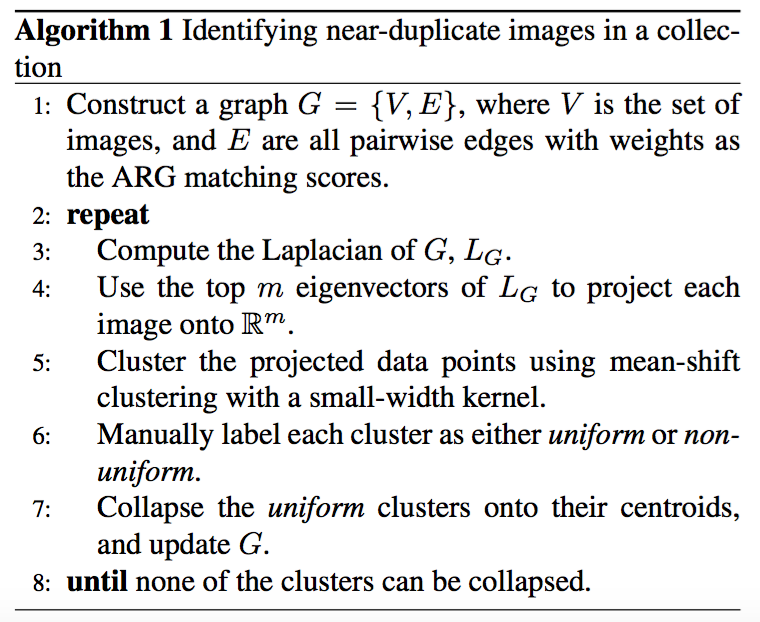 Algorithm 1 Identifying near-duplicate images in a collec-
tion
1: Construct a graph G = {V, E}, where V is the set of
images, and E are all pairwise edges with weights as
the ARG matching scores.
2: repeat
3: Compute the Laplacian of G, L_G.
4: Use the top m eigenvectors of L_G to project each
image onto ℝ^m.
5: Cluster the projected data points using mean-shift
clustering with a small-width kernel.
6: Manually label each cluster as either uniform or non-
uniform.
7: Collapse the uniform clusters onto their centroids,
and update G.
8: until none of the clusters can be collapsed.